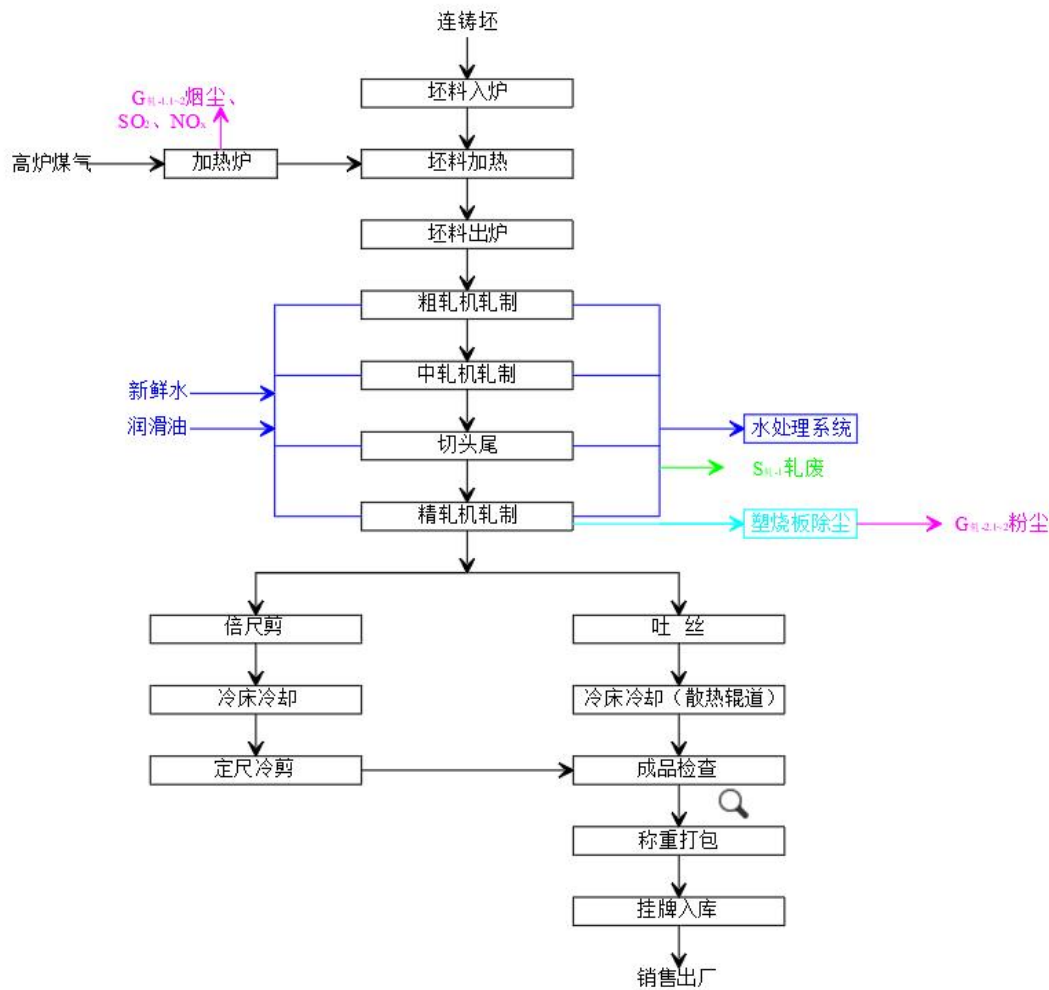 连铸坯
坯料入炉
G轧-1.1~2烟尘、
SO₂、NOₓ
高炉煤气
加热炉
坯料加热
坯料出炉
粗轧机轧制
中轧机轧制
新鲜水
润滑油
切头尾
水处理系统
S轧-1轧废
精轧机轧制
塑烧板除尘
G轧-2.1~2粉尘
倍尺剪
吐 丝
冷床冷却
冷床冷却（散热辊道）
定尺冷剪
成品检查
称重打包
挂牌入库
销售出厂